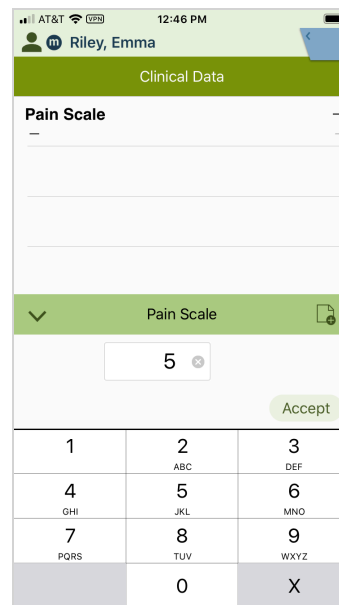 AT&T VPN 12:46 PM
m Riley, Emma
Clinical Data
Pain Scale –
– –
Pain Scale
5
Accept
1 2 3
ABC DEF
4 5 6
GHI JKL MNO
7 8 9
PQRS TUV WXYZ
0 X